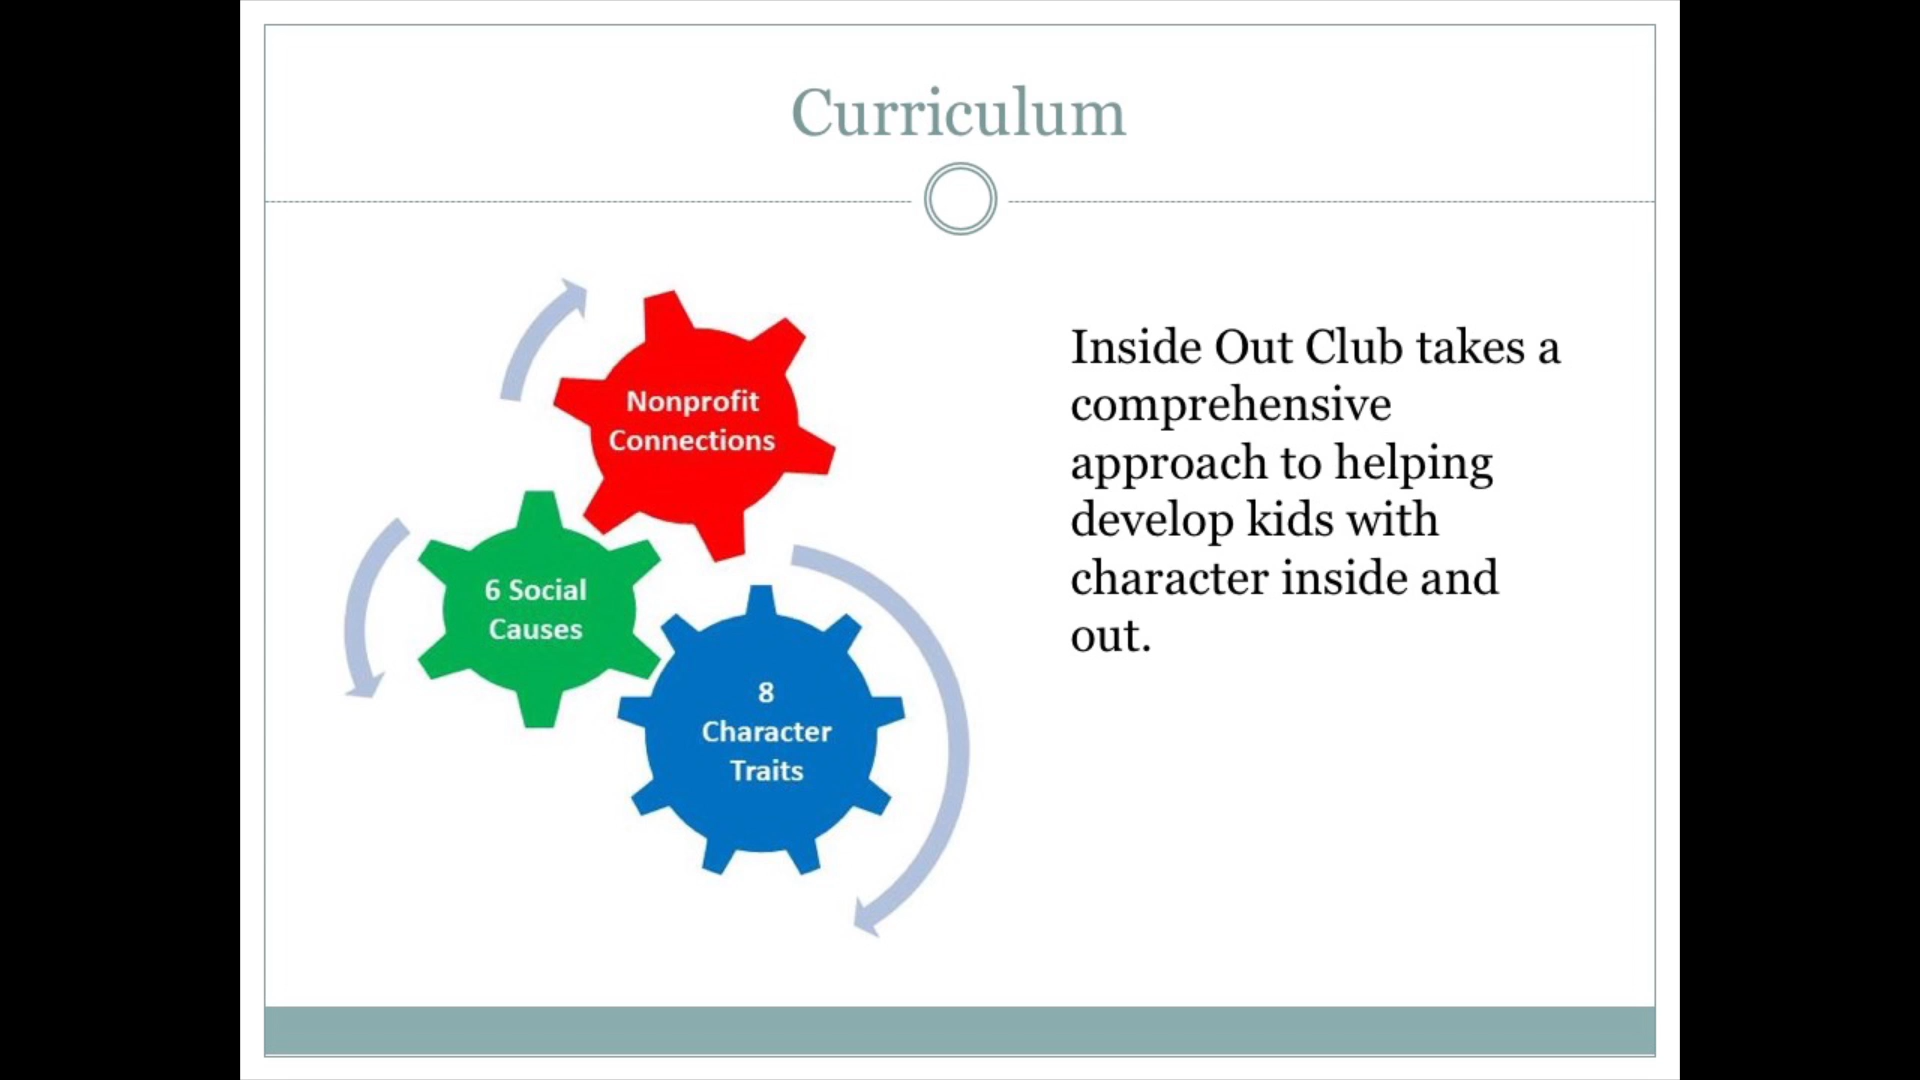 Curriculum
Nonprofit
Connections
6 Social
Causes
8
Character
Traits
Inside Out Club takes a
comprehensive
approach to helping
develop kids with
character inside and
out.